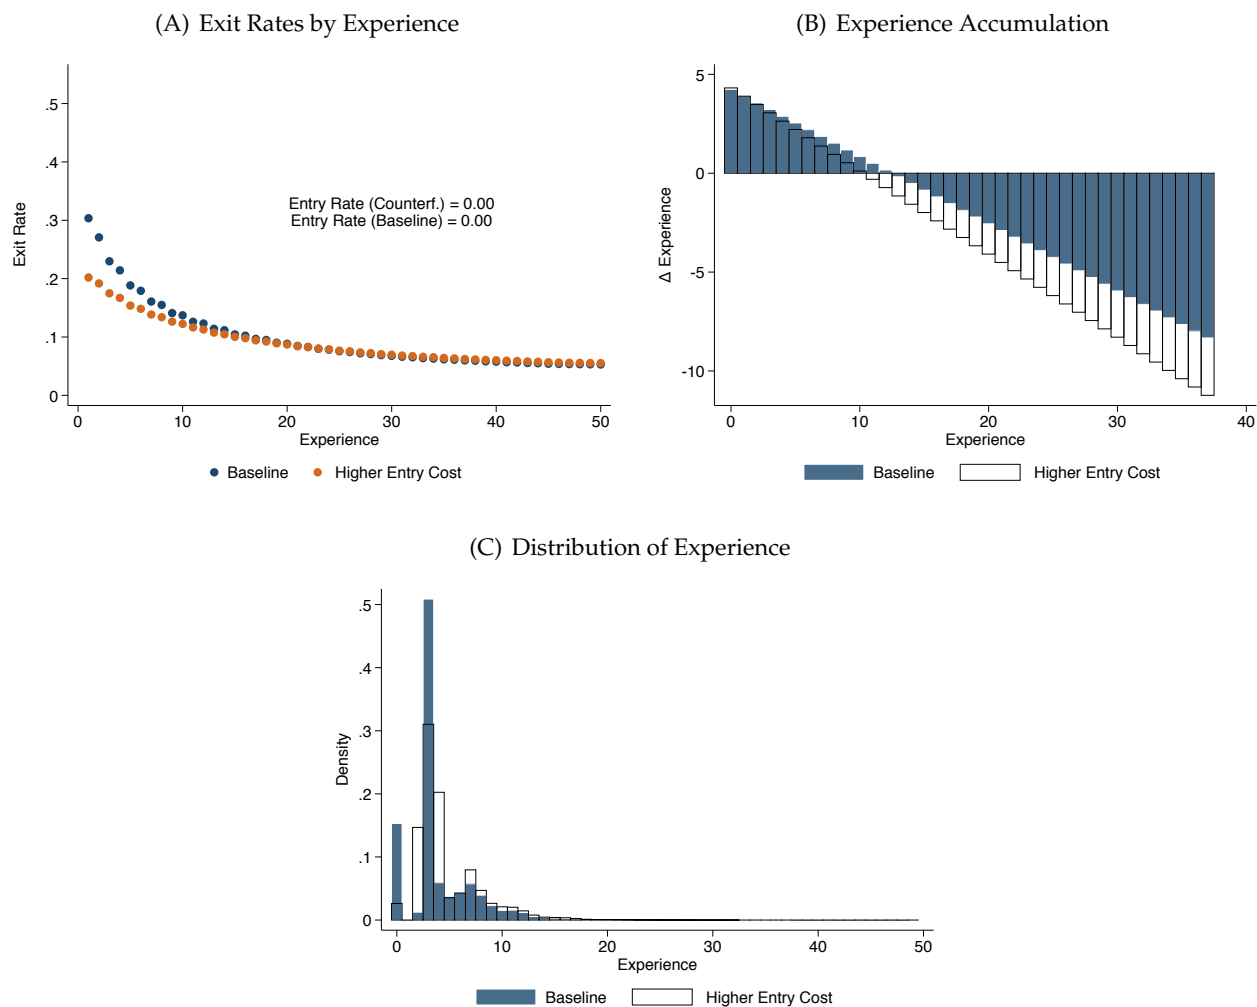 (A) Exit Rates by Experience
.5
.4
.3
.2
.1
0
Exit Rate
Entry Rate (Counterf.) = 0.00
Entry Rate (Baseline) = 0.00
0 10 20 30 40 50
Experience
Baseline Higher Entry Cost
(B) Experience Accumulation
5
0
-5
-10
Δ Experience
0 10 20 30 40
Experience
Baseline Higher Entry Cost
(C) Distribution of Experience
.5
.4
.3
.2
.1
0
Density
0 10 20 30 40 50
Experience
Baseline Higher Entry Cost